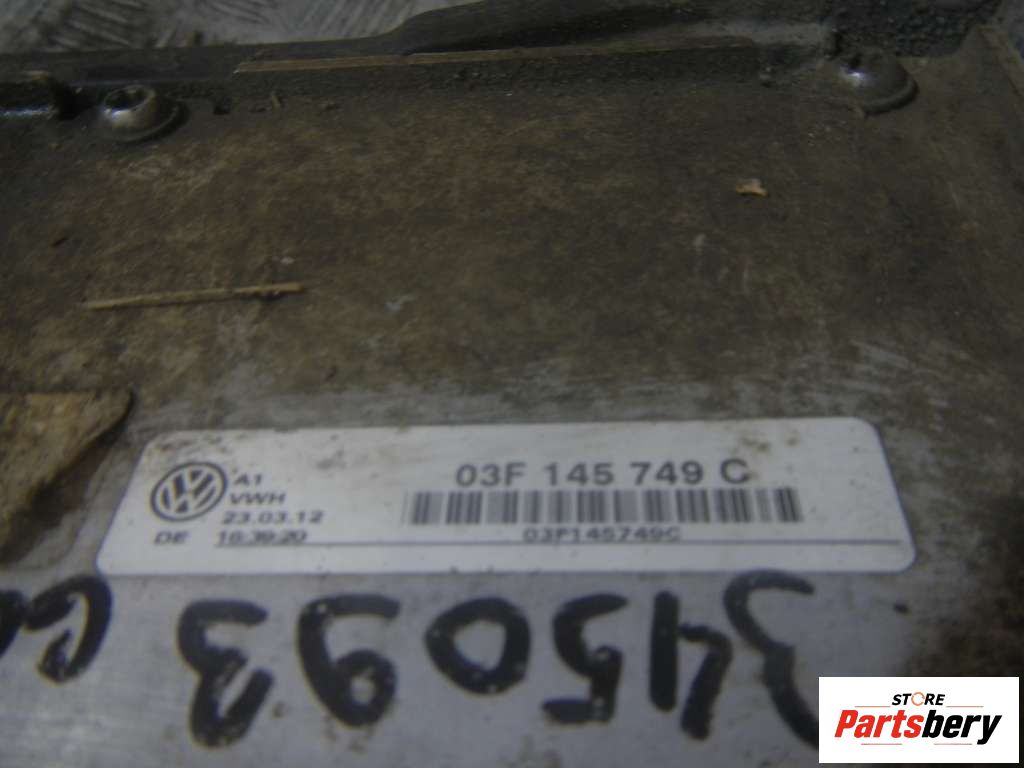 A1
VWH
23.03.12
DE 16:39:20
03F 145 749 C
03F145749C
STORE
Partsbery